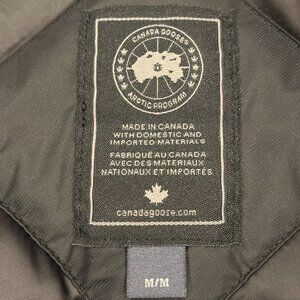 CANADA GOOSE®
ARCTIC PROGRAM
MADE IN CANADA
WITH DOMESTIC AND
IMPORTED MATERIALS
FABRIQUÉ AU CANADA
AVEC DES MATERIAUX
NATIONAUX ET IMPORTÉS
canadagoose.com
M/M